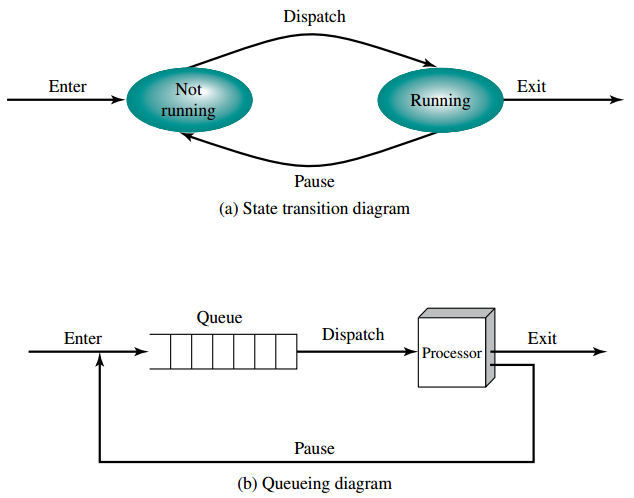 Dispatch
Enter
Not
running
Running
Exit
Pause
(a) State transition diagram
Queue
Enter
Dispatch
Processor
Exit
Pause
(b) Queueing diagram